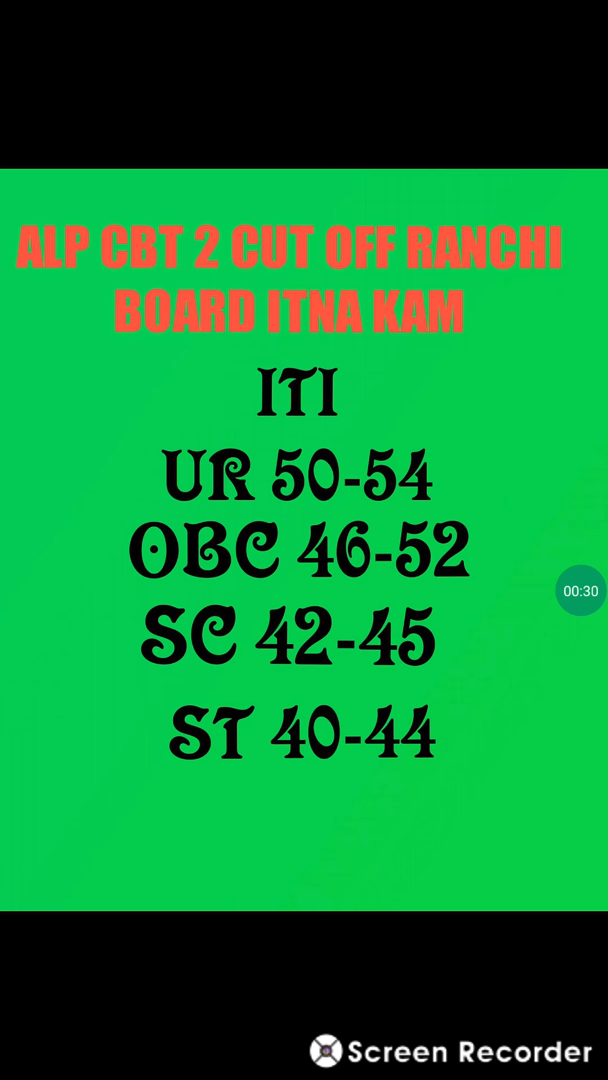 ALP CBT 2 CUT OFF RANCHI
BOARD ITNA KAM
ITI
UR 50-54
OBC 46-52
00:30
SC 42-45
ST 40-44
Screen Recorder